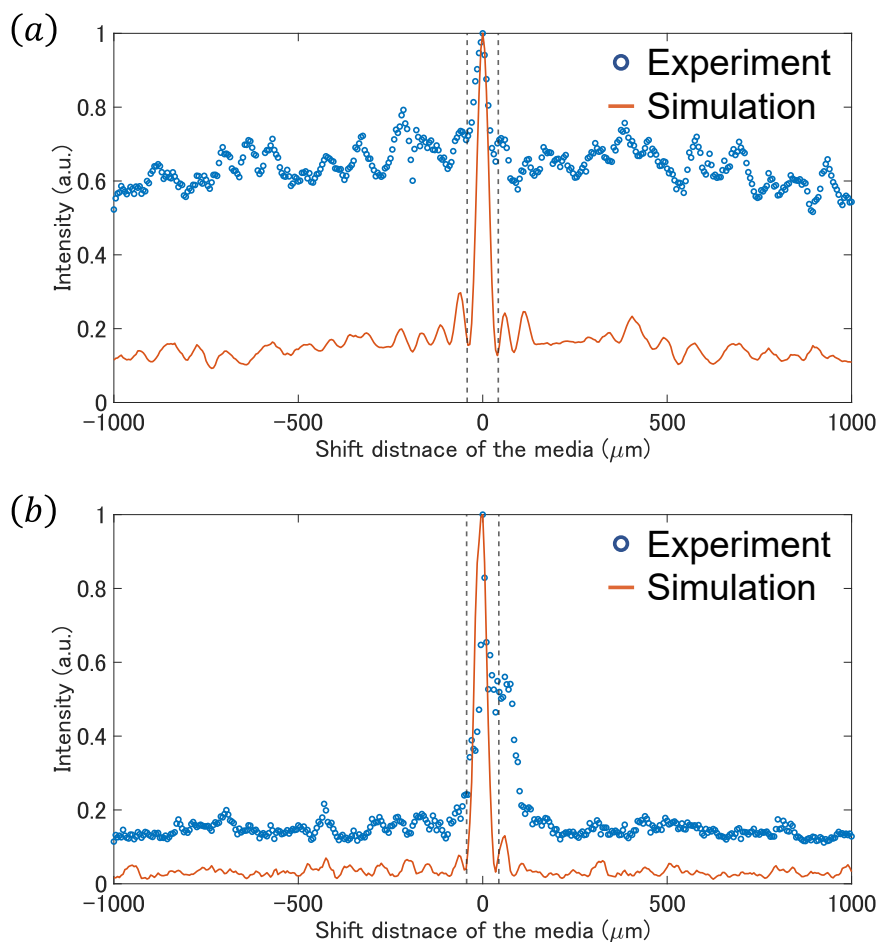 (a)
1
0.8
0.6
0.4
0.2
0
Intensity (a.u.)
Experiment
Simulation
−1000 −500 0 500 1000
Shift distnace of the media (μm)
(b)
1
0.8
0.6
0.4
0.2
0
Intensity (a.u.)
Experiment
Simulation
−1000 −500 0 500 1000
Shift distnace of the media (μm)